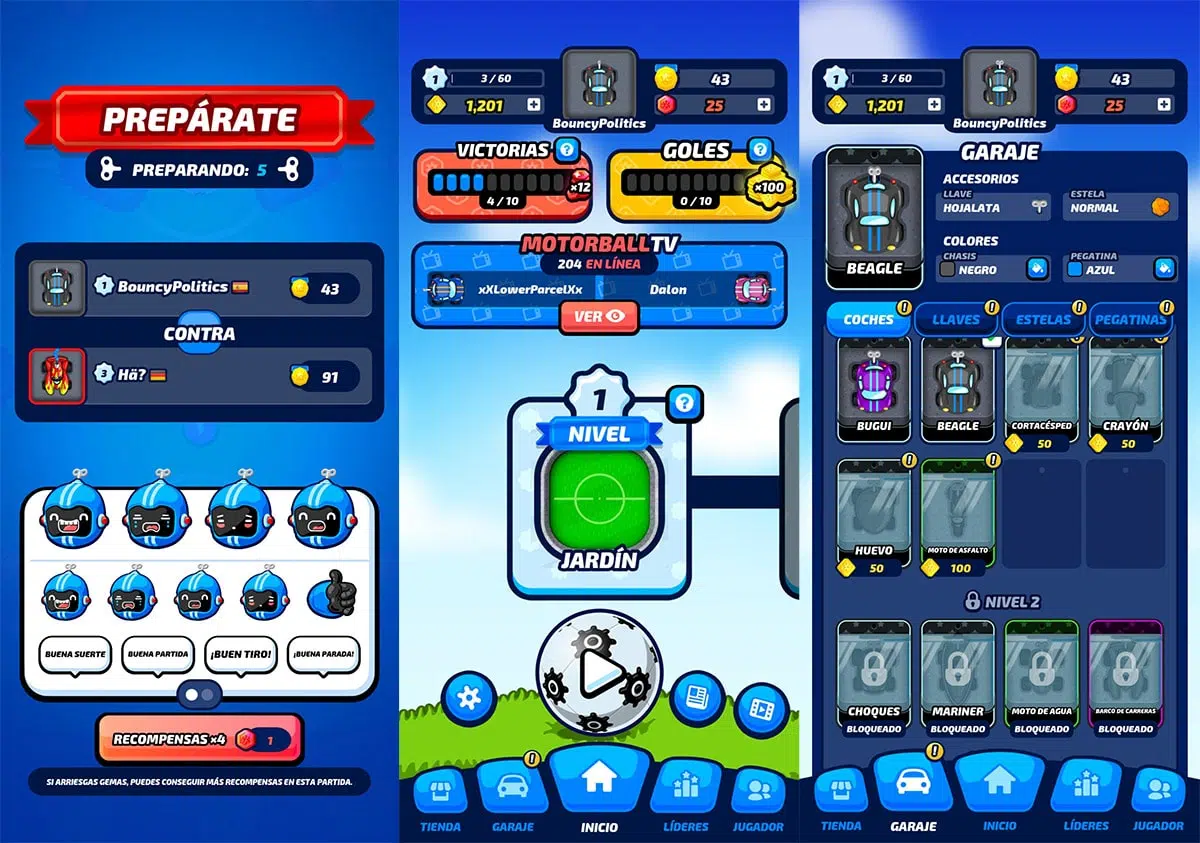 PREPÁRATE
PREPARANDO: 5
1 BouncyPolitics 43
CONTRA
3 Hä? 91
BUENA SUERTE
BUENA PARTIDA
¡BUEN TIRO!
¡BUENA PARADA!
RECOMPENSAS x4 1
SI ARRIESGAS GEMAS, PUEDES CONSEGUIR MÁS RECOMPENSAS EN ESTA PARTIDA.
1 3 / 60 43
1,201 25
BouncyPolitics
VICTORIAS ?
x12
4 / 10
GOLES ?
x100
0 / 10
MOTORBALLTV
204 EN LÍNEA
xXLowerParcelXx Dalon
VER
1
?
NIVEL
JARDÍN
TIENDA GARAJE INICIO LÍDERES JUGADOR
1 3 / 60 43
1,201 25
BouncyPolitics
GARAJE
BEAGLE
ACCESORIOS
LLAVE
HOJALATA
ESTELA
NORMAL
COLORES
CHASIS
NEGRO
PEGATINA
AZUL
COCHES LLAVES ESTELAS PEGATINAS
BUGUI BEAGLE CORTACÉSPED CRAYÓN
50 50
HUEVO MOTO DE ASFALTO
50 100
NIVEL 2
CHOQUES MARINER MOTO DE AGUA BARCO DE CARRERAS
BLOQUEADO BLOQUEADO BLOQUEADO BLOQUEADO
TIENDA GARAJE INICIO LÍDERES JUGADOR